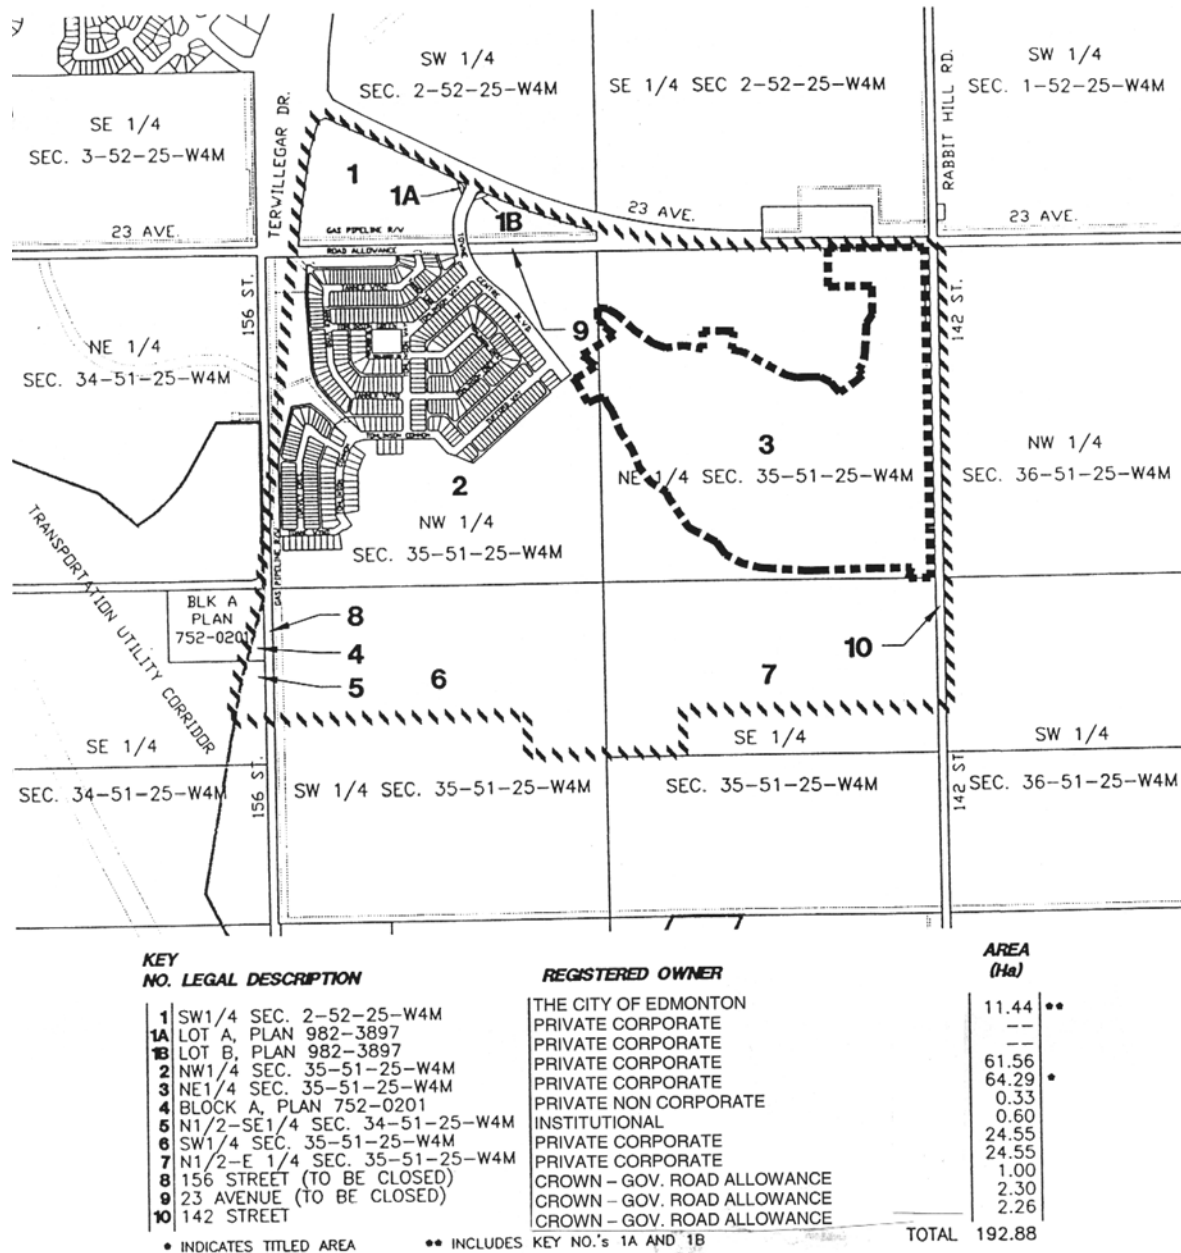 SW 1/4
SEC. 2-52-25-W4M
SE 1/4 SEC 2-52-25-W4M
SW 1/4
SEC. 1-52-25-W4M
RABBIT HILL RD.
TERWILLEGAR DR.
SE 1/4
SEC. 3-52-25-W4M
1
1A
1B
23 AVE.
23 AVE.
23 AVE.
GAS PIPELINE R/W
ROAD ALLOWANCE
CENTRE
BLVD
156 ST.
142 ST.
9
NE 1/4
SEC. 34-51-25-W4M
TOMLINSON COMMON
3
NE 1/4 SEC. 35-51-25-W4M
NW 1/4
SEC. 36-51-25-W4M
2
NW 1/4
SEC. 35-51-25-W4M
GAS PIPELINE R/W
TRANSPORTATION UTILITY CORRIDOR
BLK A
PLAN
752-0201
8
4
5
6
7
10
SE 1/4
SEC. 34-51-25-W4M
156 ST.
SW 1/4 SEC. 35-51-25-W4M
SE 1/4
SEC. 35-51-25-W4M
142 ST
SW 1/4
SEC. 36-51-25-W4M
KEY NO. LEGAL DESCRIPTION REGISTERED OWNER AREA (Ha)
1 SW1/4 SEC. 2-52-25-W4M THE CITY OF EDMONTON 11.44 **
1A LOT A, PLAN 982-3897 PRIVATE CORPORATE --
1B LOT B, PLAN 982-3897 PRIVATE CORPORATE --
2 NW1/4 SEC. 35-51-25-W4M PRIVATE CORPORATE 61.56
3 NE1/4 SEC. 35-51-25-W4M PRIVATE CORPORATE 64.29 *
4 BLOCK A, PLAN 752-0201 PRIVATE NON CORPORATE 0.33
5 N1/2-SE1/4 SEC. 34-51-25-W4M INSTITUTIONAL 0.60
6 SW1/4 SEC. 35-51-25-W4M PRIVATE CORPORATE 24.55
7 N1/2-E 1/4 SEC. 35-51-25-W4M PRIVATE CORPORATE 24.55
8 156 STREET (TO BE CLOSED) CROWN - GOV. ROAD ALLOWANCE 1.00
9 23 AVENUE (TO BE CLOSED) CROWN - GOV. ROAD ALLOWANCE 2.30
10 142 STREET CROWN - GOV. ROAD ALLOWANCE 2.26
* INDICATES TITLED AREA ** INCLUDES KEY NO.'s 1A AND 1B TOTAL 192.88